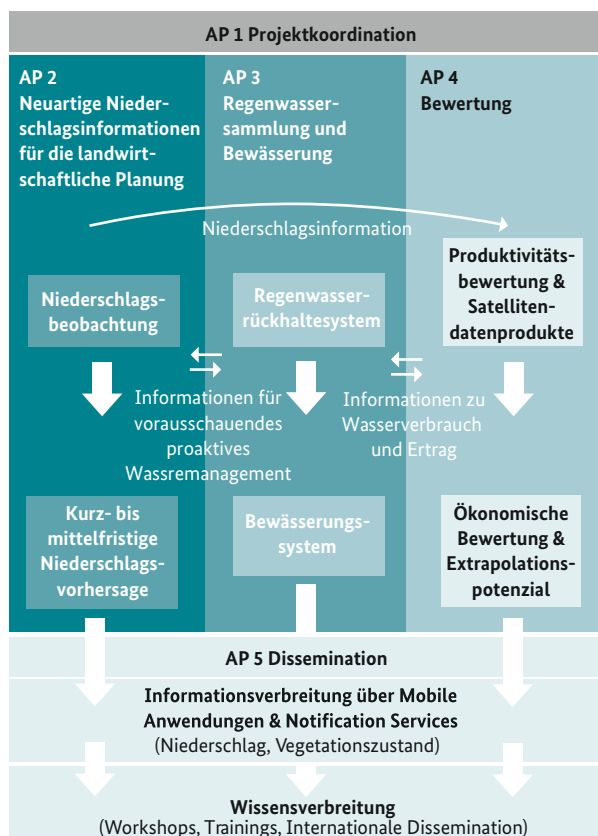 AP 1 Projektkoordination
AP 2
Neuartige Nieder-
schlagsinformationen
für die landwirt-
schaftliche Planung
AP 3
Regenwasser-
sammlung und
Bewässerung
AP 4
Bewertung
Niederschlagsinformation
Niederschlags-
beobachtung
Regenwasser-
rückhaltesystem
Produktivitäts-
bewertung &
Satelliten-
datenprodukte
Informationen für
vorausschauendes
proaktives
Wassremanagement
Informationen zu
Wasserverbrauch
und Ertrag
Kurz- bis
mittelfristige
Niederschlags-
vorhersage
Bewässerungs-
system
Ökonomische
Bewertung &
Extrapolations-
potenzial
AP 5 Dissemination
Informationsverbreitung über Mobile
Anwendungen & Notification Services
(Niederschlag, Vegetationszustand)
Wissensverbreitung
(Workshops, Trainings, Internationale Dissemination)